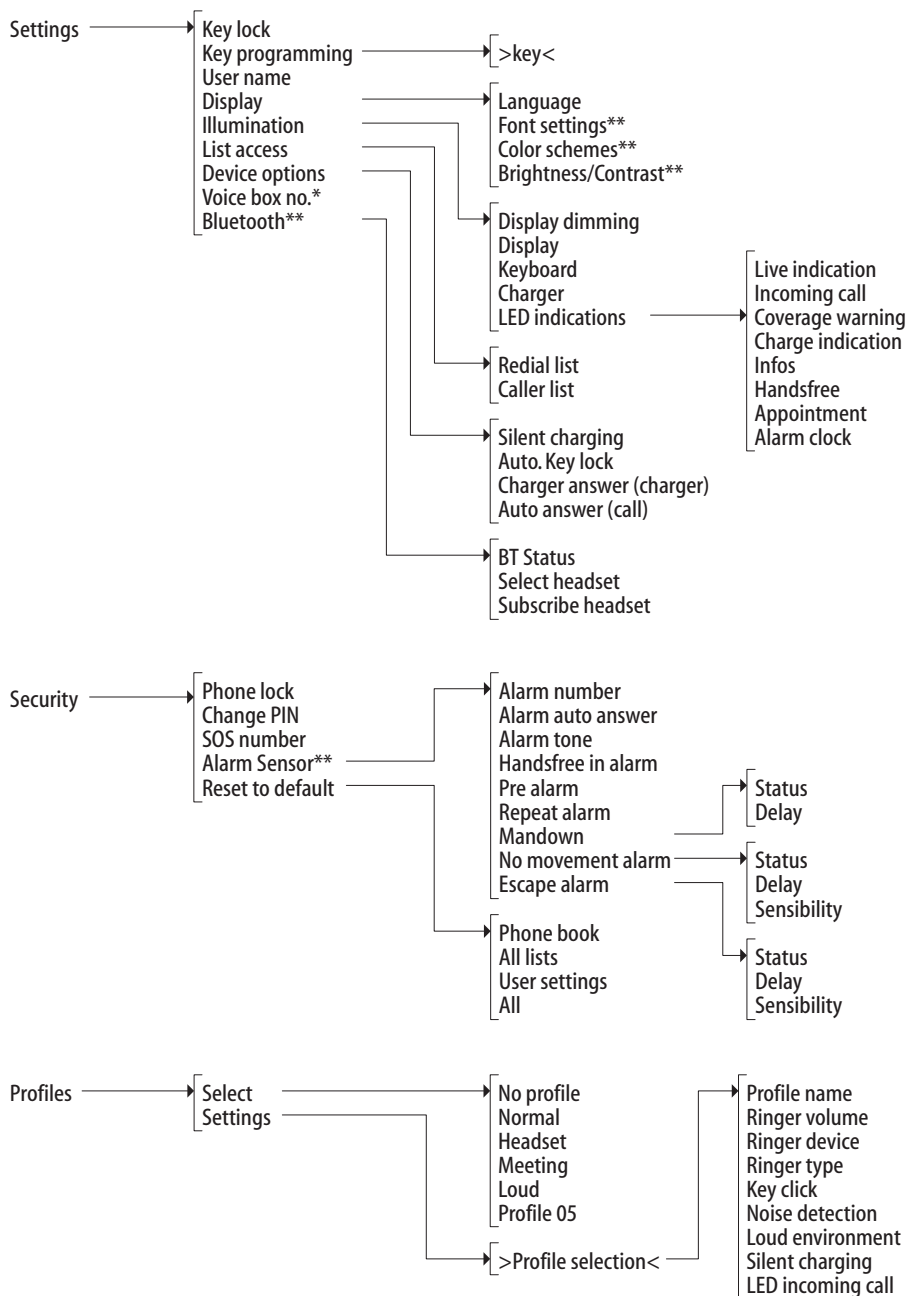 Settings
Key lock
Key programming
User name
Display
Illumination
List access
Device options
Voice box no.*
Bluetooth**
>key<
Language
Font settings**
Color schemes**
Brightness/Contrast**
Display dimming
Display
Keyboard
Charger
LED indications
Live indication
Incoming call
Coverage warning
Charge indication
Infos
Handsfree
Appointment
Alarm clock
Redial list
Caller list
Silent charging
Auto. Key lock
Charger answer (charger)
Auto answer (call)
BT Status
Select headset
Subscribe headset
Security
Phone lock
Change PIN
SOS number
Alarm Sensor**
Reset to default
Alarm number
Alarm auto answer
Alarm tone
Handsfree in alarm
Pre alarm
Repeat alarm
Mandown
No movement alarm
Escape alarm
Status
Delay
Status
Delay
Sensibility
Status
Delay
Sensibility
Phone book
All lists
User settings
All
Profiles
Select
Settings
No profile
Normal
Headset
Meeting
Loud
Profile 05
>Profile selection<
Profile name
Ringer volume
Ringer device
Ringer type
Key click
Noise detection
Loud environment
Silent charging
LED incoming call